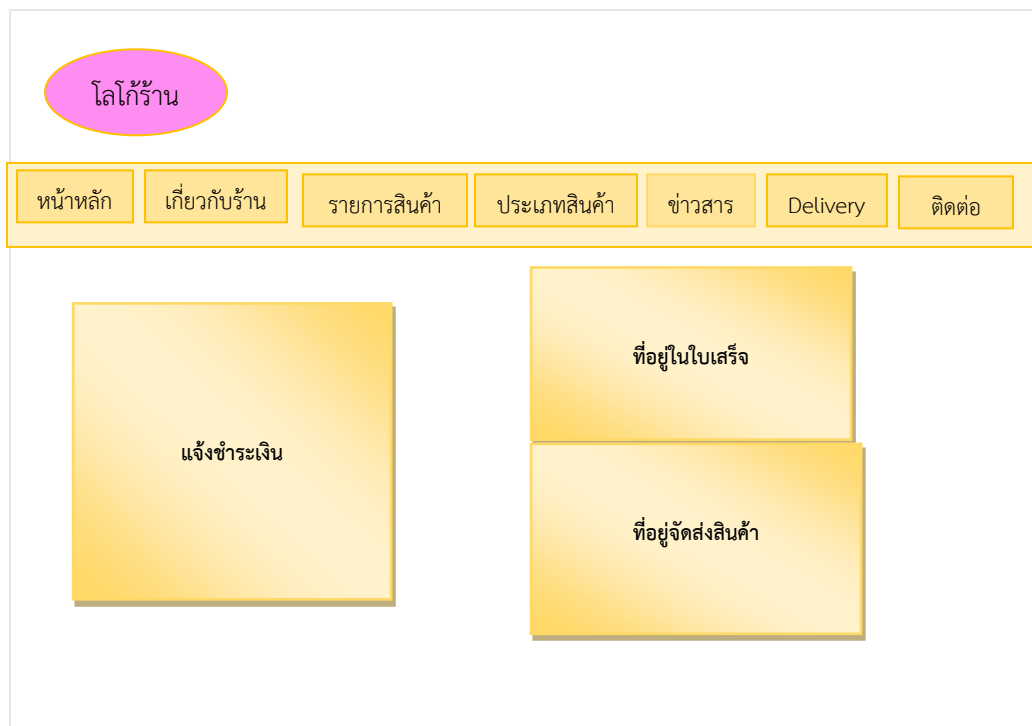 โลโก้ร้าน
หน้าหลัก
เกี่ยวกับร้าน
รายการสินค้า
ประเภทสินค้า
ข่าวสาร
Delivery
ติดต่อ
แจ้งชำระเงิน
ที่อยู่ในใบเสร็จ
ที่อยู่จัดส่งสินค้า